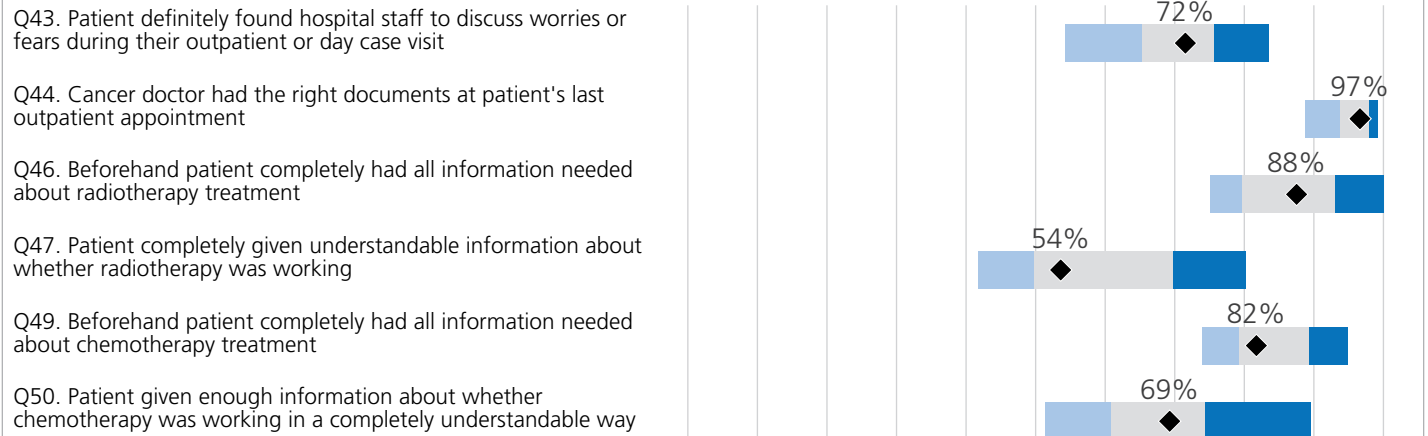 Q43. Patient definitely found hospital staff to discuss worries or
fears during their outpatient or day case visit
72%
Q44. Cancer doctor had the right documents at patient's last
outpatient appointment
97%
Q46. Beforehand patient completely had all information needed
about radiotherapy treatment
88%
Q47. Patient completely given understandable information about
whether radiotherapy was working
54%
Q49. Beforehand patient completely had all information needed
about chemotherapy treatment
82%
Q50. Patient given enough information about whether
chemotherapy was working in a completely understandable way
69%